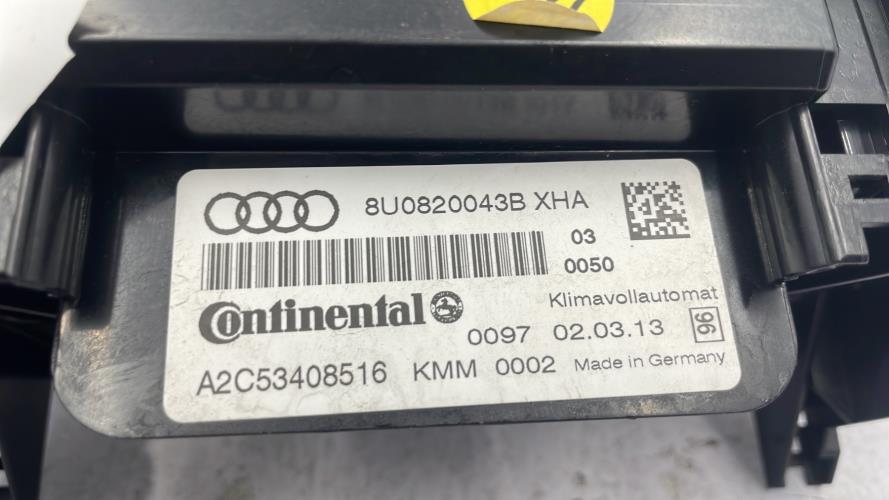 8U0820043B XHA
03
0050
Continental
Klimavollautomat
0097 02.03.13 96
A2C53408516 KMM 0002 Made in Germany